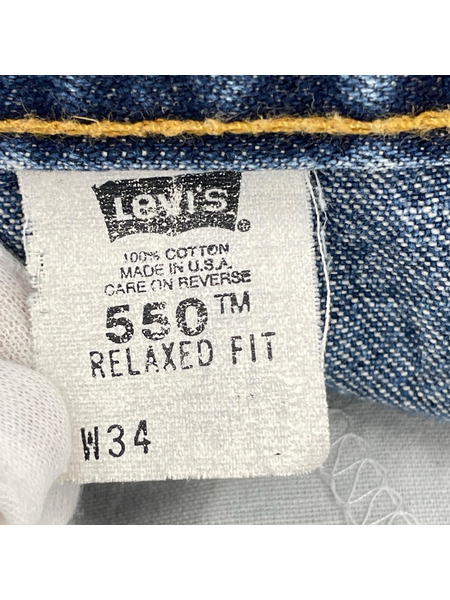 Levi's®
100% COTTON
MADE IN U.S.A.
CARE ON REVERSE
550™
RELAXED FIT
W34